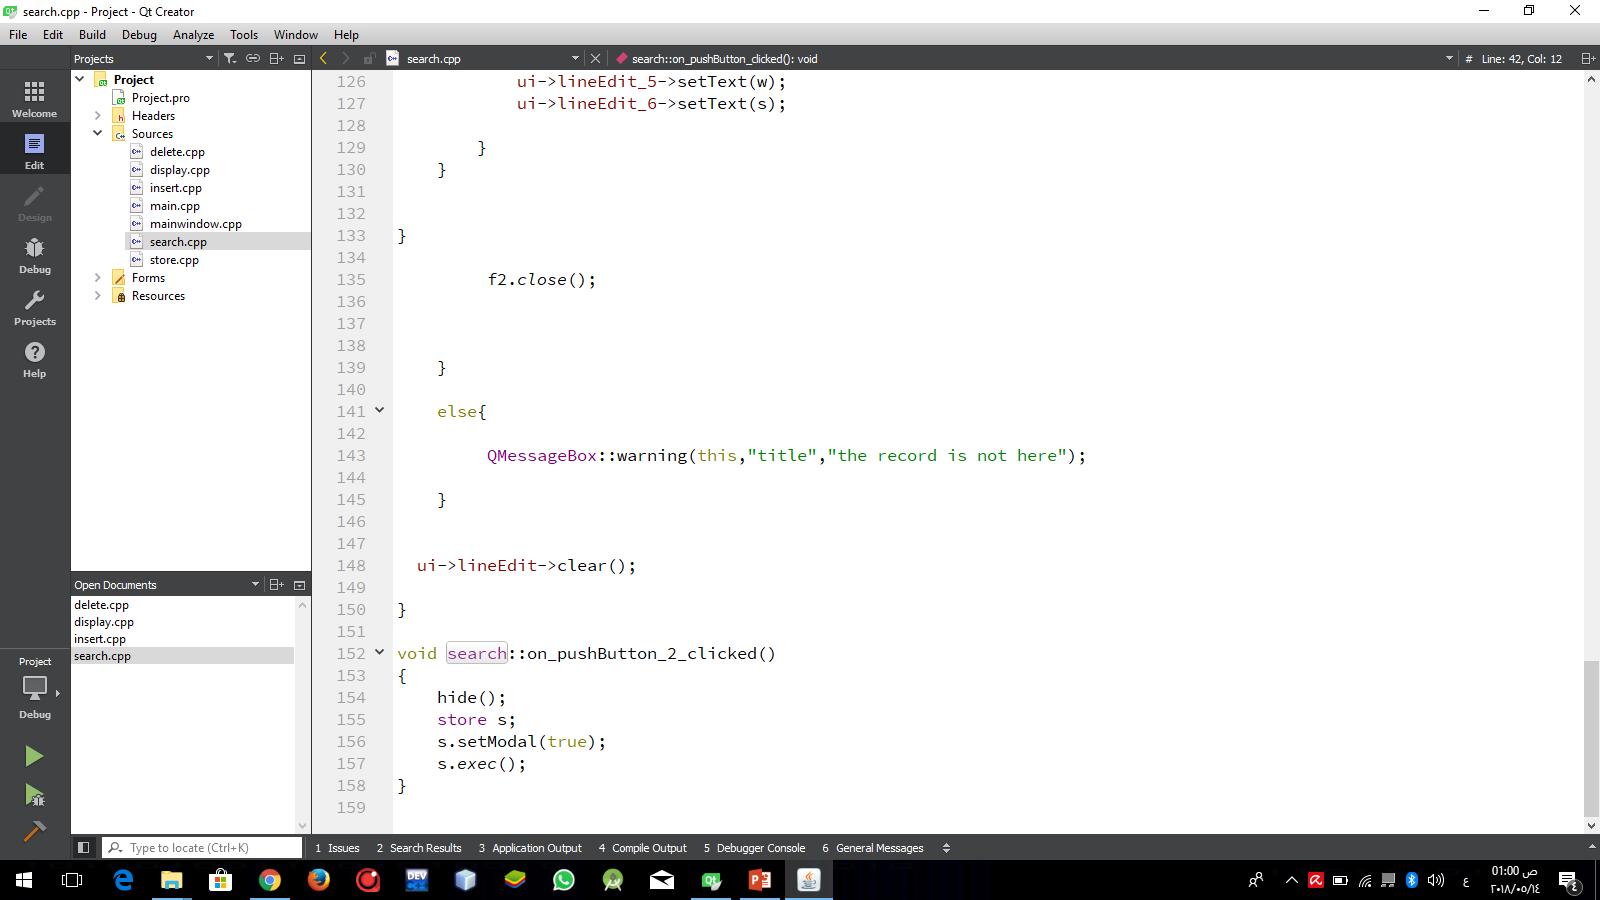 search.cpp - Project - Qt Creator
File Edit Build Debug Analyze Tools Window Help
Projects search.cpp search::on_pushButton_clicked(): void # Line: 42, Col: 12
Welcome
Edit
Design
Debug
Projects
Help
Project
Debug
Project
Project.pro
Headers
Sources
delete.cpp
display.cpp
insert.cpp
main.cpp
mainwindow.cpp
search.cpp
store.cpp
Forms
Resources
Open Documents
delete.cpp
display.cpp
insert.cpp
search.cpp
126 ui->lineEdit_5->setText(w);
127 ui->lineEdit_6->setText(s);
128
129 }
130 }
131
132
133 }
134
135 f2.close();
136
137
138
139 }
140
141 else{
142
143 QMessageBox::warning(this,"title","the record is not here");
144
145 }
146
147
148 ui->lineEdit->clear();
149
150 }
151
152 void search::on_pushButton_2_clicked()
153 {
154 hide();
155 store s;
156 s.setModal(true);
157 s.exec();
158 }
159
Type to locate (Ctrl+K) 1 Issues 2 Search Results 3 Application Output 4 Compile Output 5 Debugger Console 6 General Messages
DEV
ع
01:00 ص
٢٠١٨/٠٥/١٤
٤